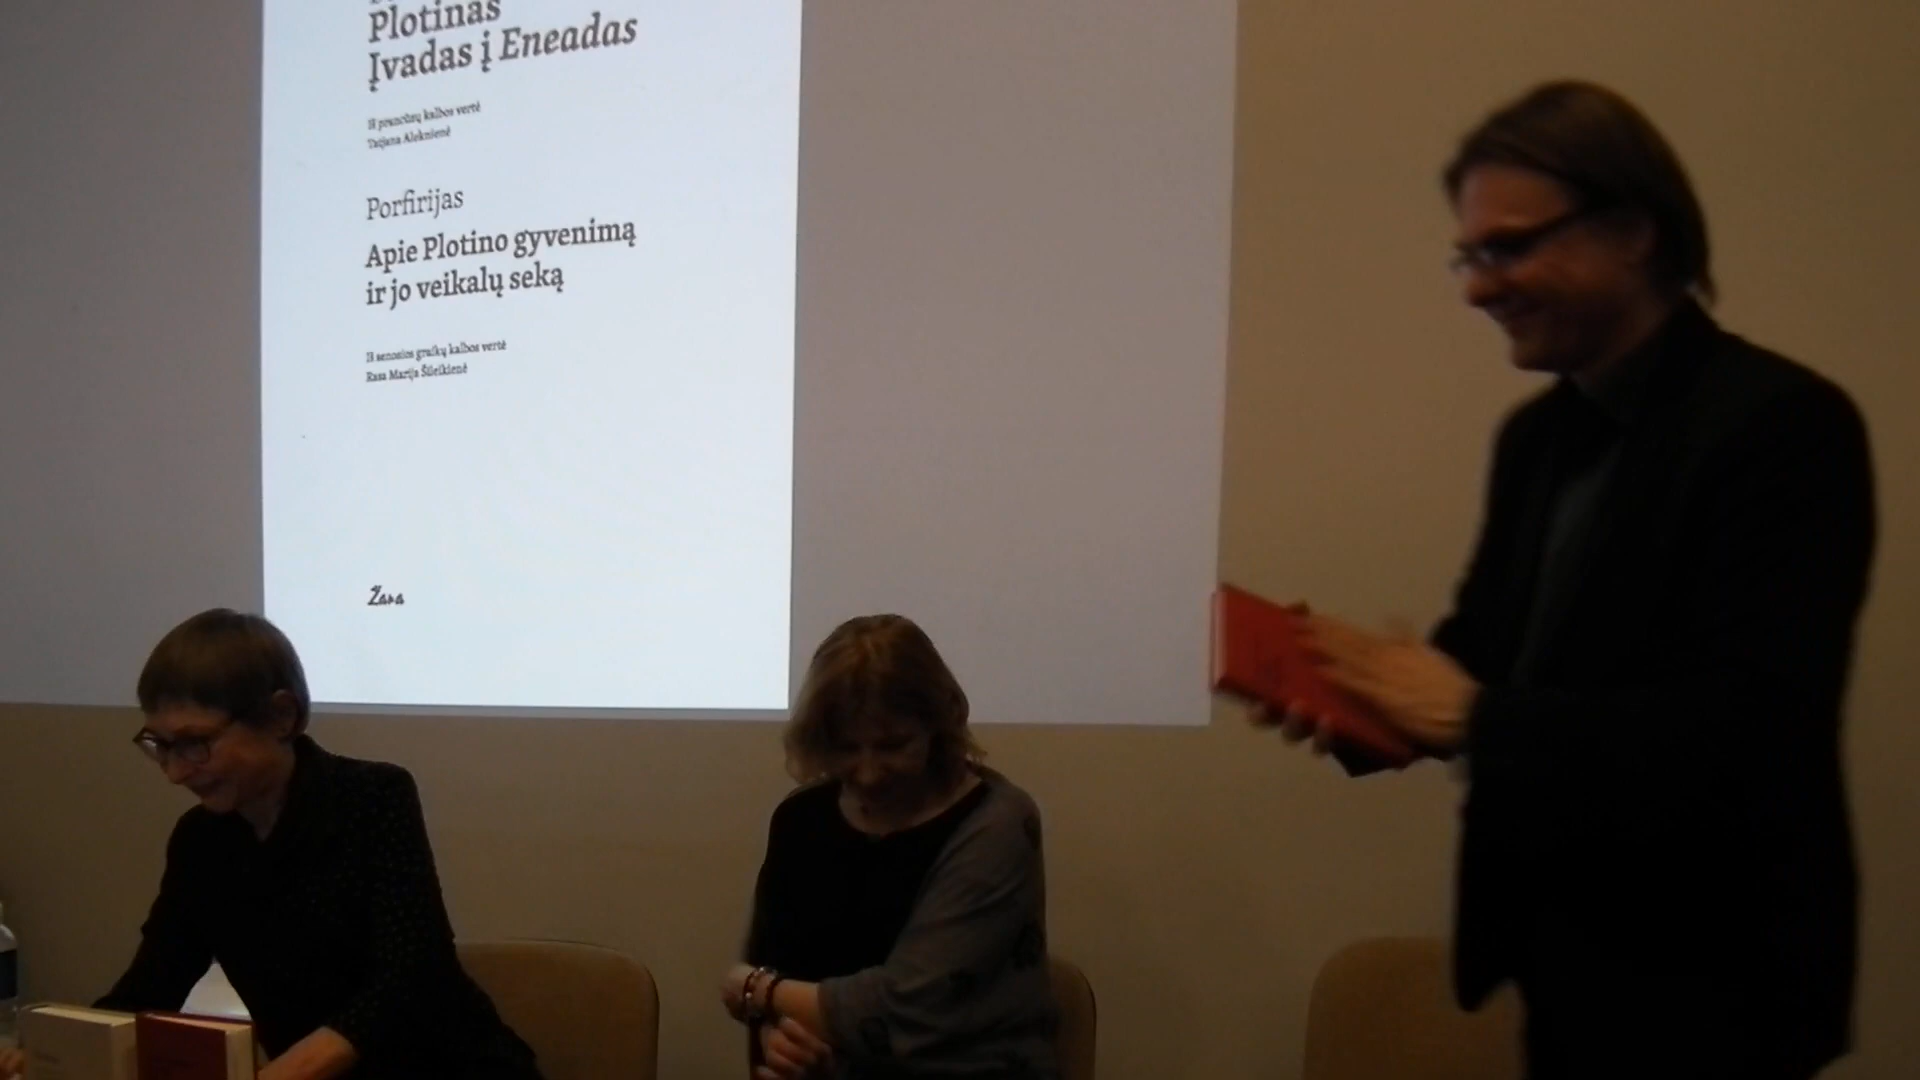 Plotinas
Įvadas į Eneadas
Iš prancūzų kalbos vertė
Tatjana Aleknienė
Porfirijas
Apie Plotino gyvenimą
ir jo veikalų seką
Iš senosios graikų kalbos vertė
Rasa Marija Šileikienė
Žara